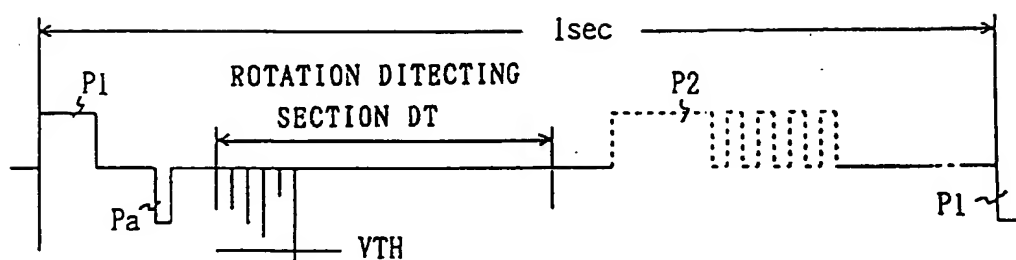 1sec
P1
ROTATION DITECTING
SECTION DT
P2
Pa
VTH
P1